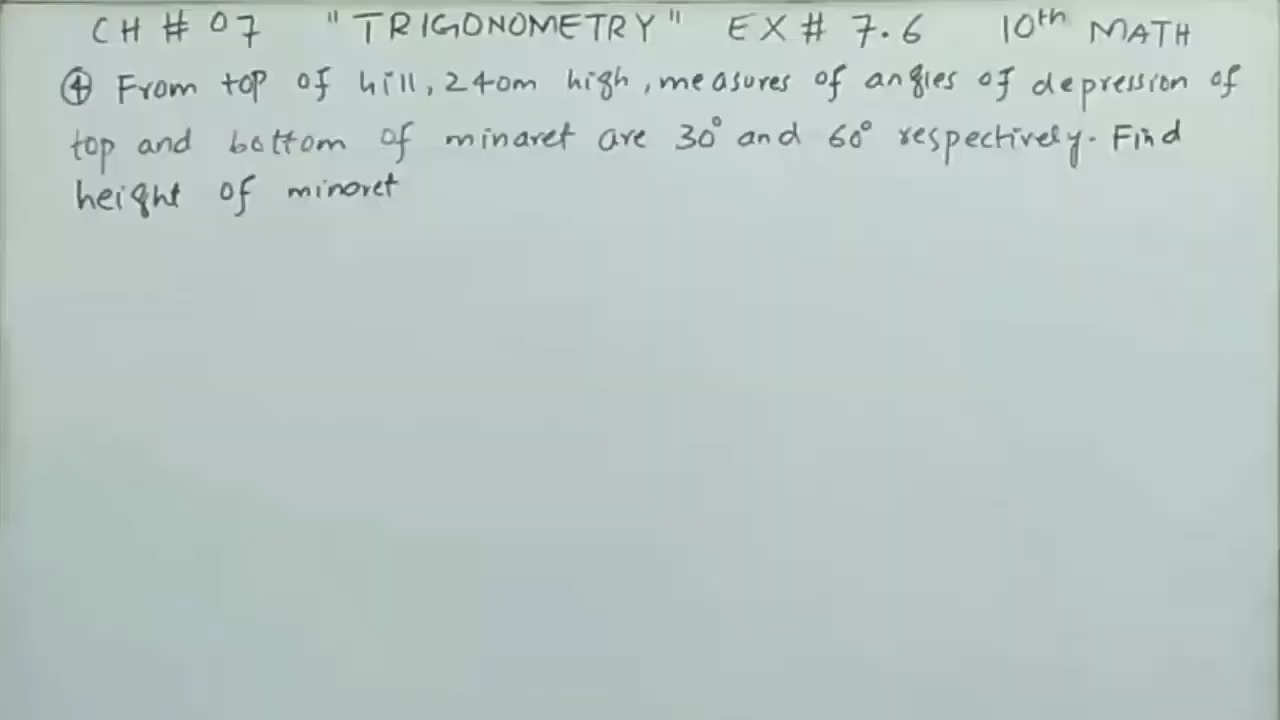 CH # 07 "TRIGONOMETRY" EX # 7.6 10th MATH
④ From top of hill, 240m high, measures of angles of depression of
top and bottom of minaret are 30° and 60° respectively. Find
height of minaret